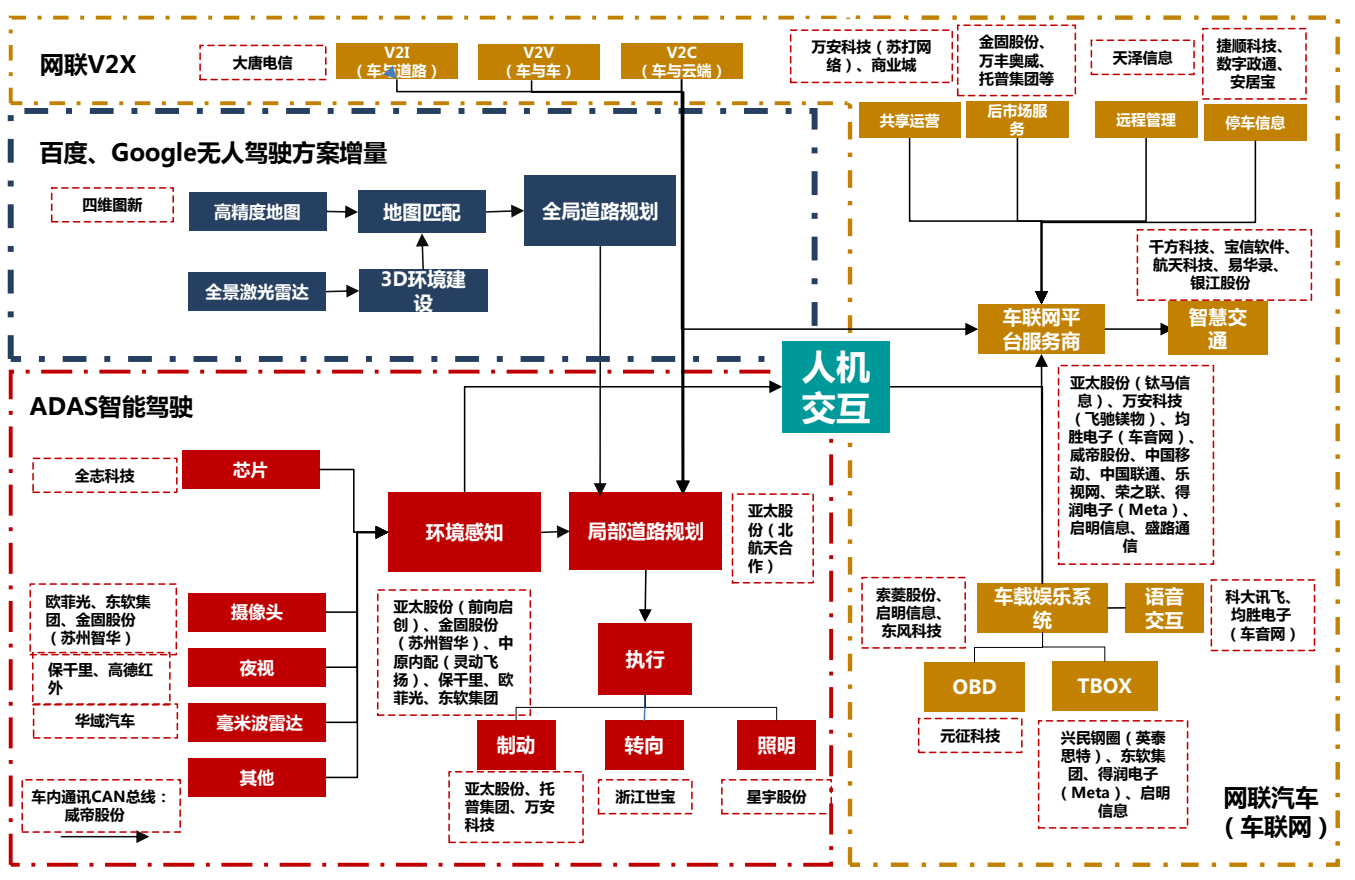 网联V2X
大唐电信
V2I
（车与道路）
V2V
（车与车）
V2C
（车与云端）
万安科技（苏打网
络）、商业城
金固股份、
万丰奥威、
托普集团等
天泽信息
捷顺科技、
数字政通、
安居宝
共享运营
后市场服
务
远程管理
停车信息
百度、Google无人驾驶方案增量
四维图新
高精度地图
地图匹配
全局道路规划
全景激光雷达
3D环境建
设
千方科技、宝信软件、
航天科技、易华录、
银江股份
车联网平
台服务商
智慧交
通
人机
交互
亚太股份（钛马信
息）、万安科技
（飞驰镁物）、均
胜电子（车音网）、
威帝股份、中国移
动、中国联通、乐
视网、荣之联、得
润电子（Meta）、
启明信息、盛路通
信
ADAS智能驾驶
全志科技
芯片
环境感知
局部道路规划
亚太股
份（北
航天合
作）
欧菲光、东软集
团、金固股份
（苏州智华）
摄像头
保千里、高德红
外
夜视
华域汽车
毫米波雷达
其他
车内通讯CAN总线：
威帝股份
亚太股份（前向启
创）、金固股份
（苏州智华）、中
原内配（灵动飞
扬）、保千里、欧
菲光、东软集团
执行
制动
转向
照明
亚太股份、托
普集团、万安
科技
浙江世宝
星宇股份
索菱股份、
启明信息、
东风科技
车载娱乐系
统
语音
交互
科大讯飞、
均胜电子
（车音网）
OBD
TBOX
元征科技
兴民钢圈（英泰
思特）、东软集
团、得润电子
（Meta）、启明
信息
网联汽车
（车联网）